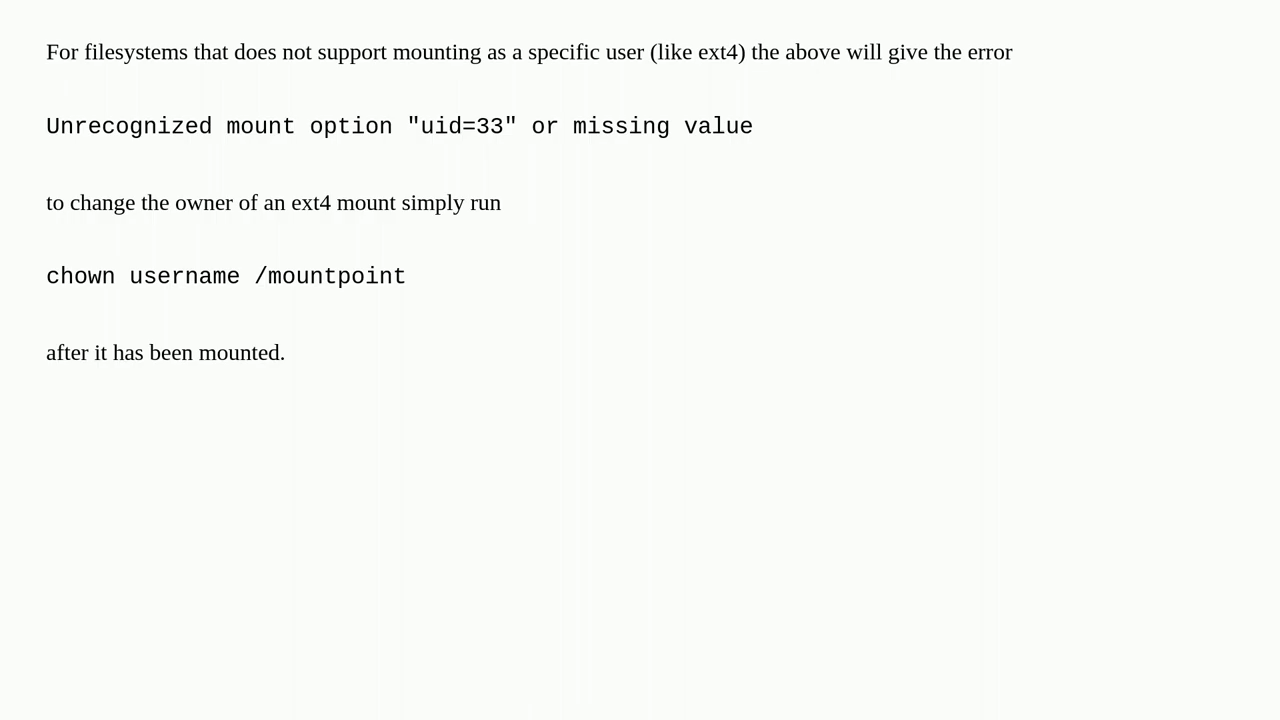 For filesystems that does not support mounting as a specific user (like ext4) the above will give the error
Unrecognized mount option "uid=33" or missing value
to change the owner of an ext4 mount simply run
chown username /mountpoint
after it has been mounted.